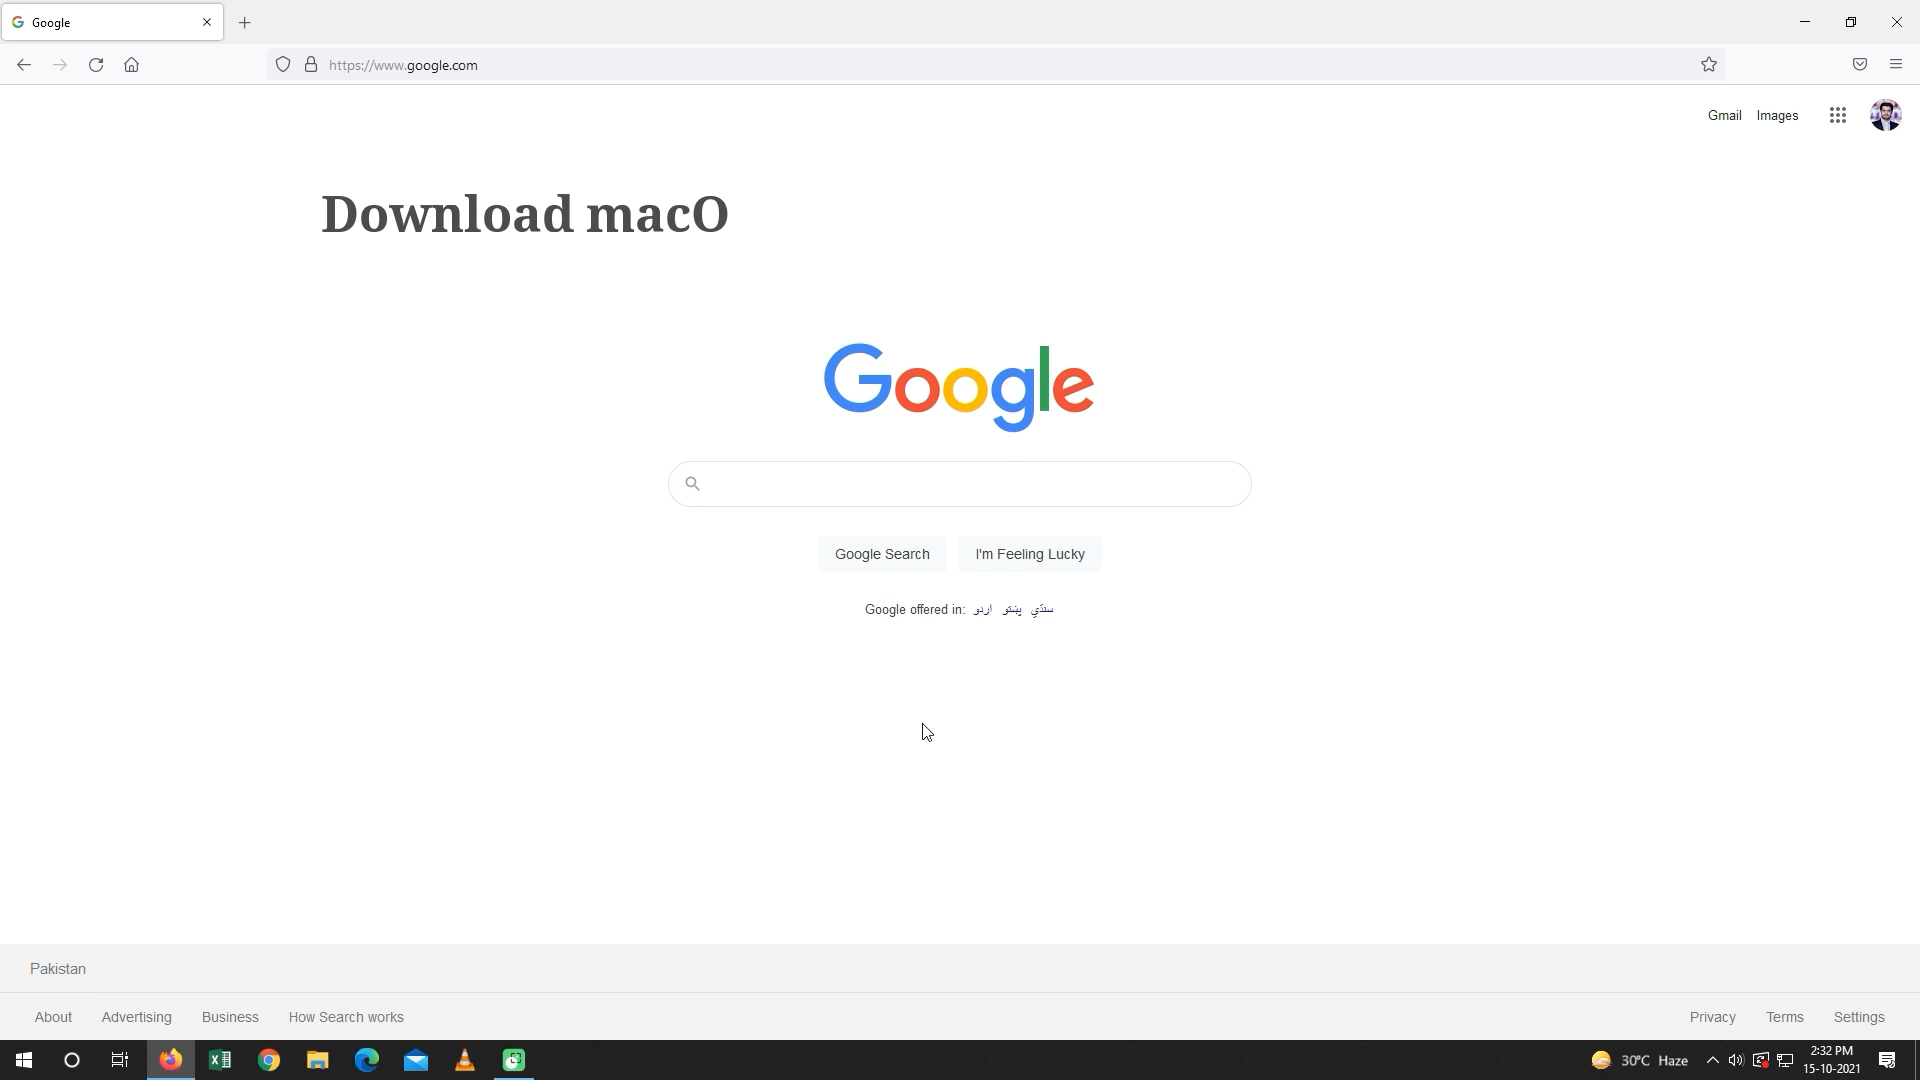 Google
https://www.google.com
Gmail Images
Download macO
Google
Google Search I'm Feeling Lucky
Google offered in: اردو پښتو سنڌي
Pakistan
About Advertising Business How Search works Privacy Terms Settings
30°C Haze
2:32 PM
15-10-2021